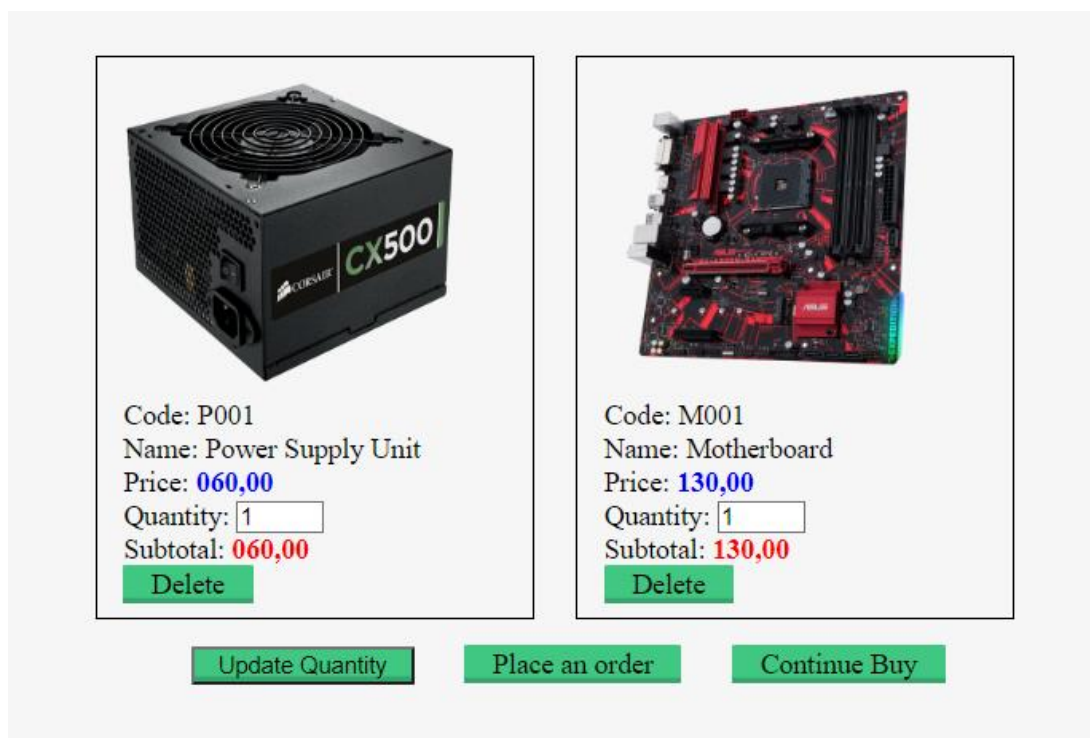 CORSAIR
CX500
ASUS
Code: P001
Name: Power Supply Unit
Price: 060,00
Quantity: 1
Subtotal: 060,00
Delete
Code: M001
Name: Motherboard
Price: 130,00
Quantity: 1
Subtotal: 130,00
Delete
Update Quantity
Place an order
Continue Buy